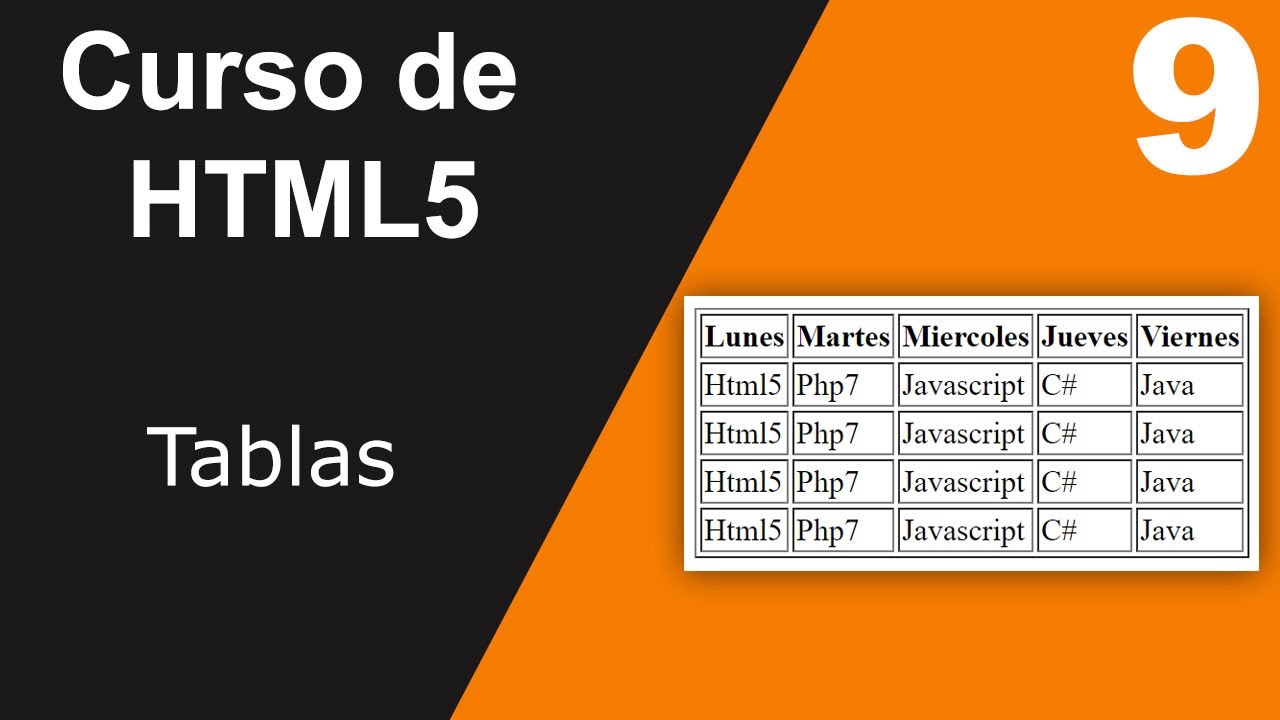 Curso de
HTML5
9
Tablas
Lunes Martes Miercoles Jueves Viernes
Html5 Php7 Javascript C# Java
Html5 Php7 Javascript C# Java
Html5 Php7 Javascript C# Java
Html5 Php7 Javascript C# Java